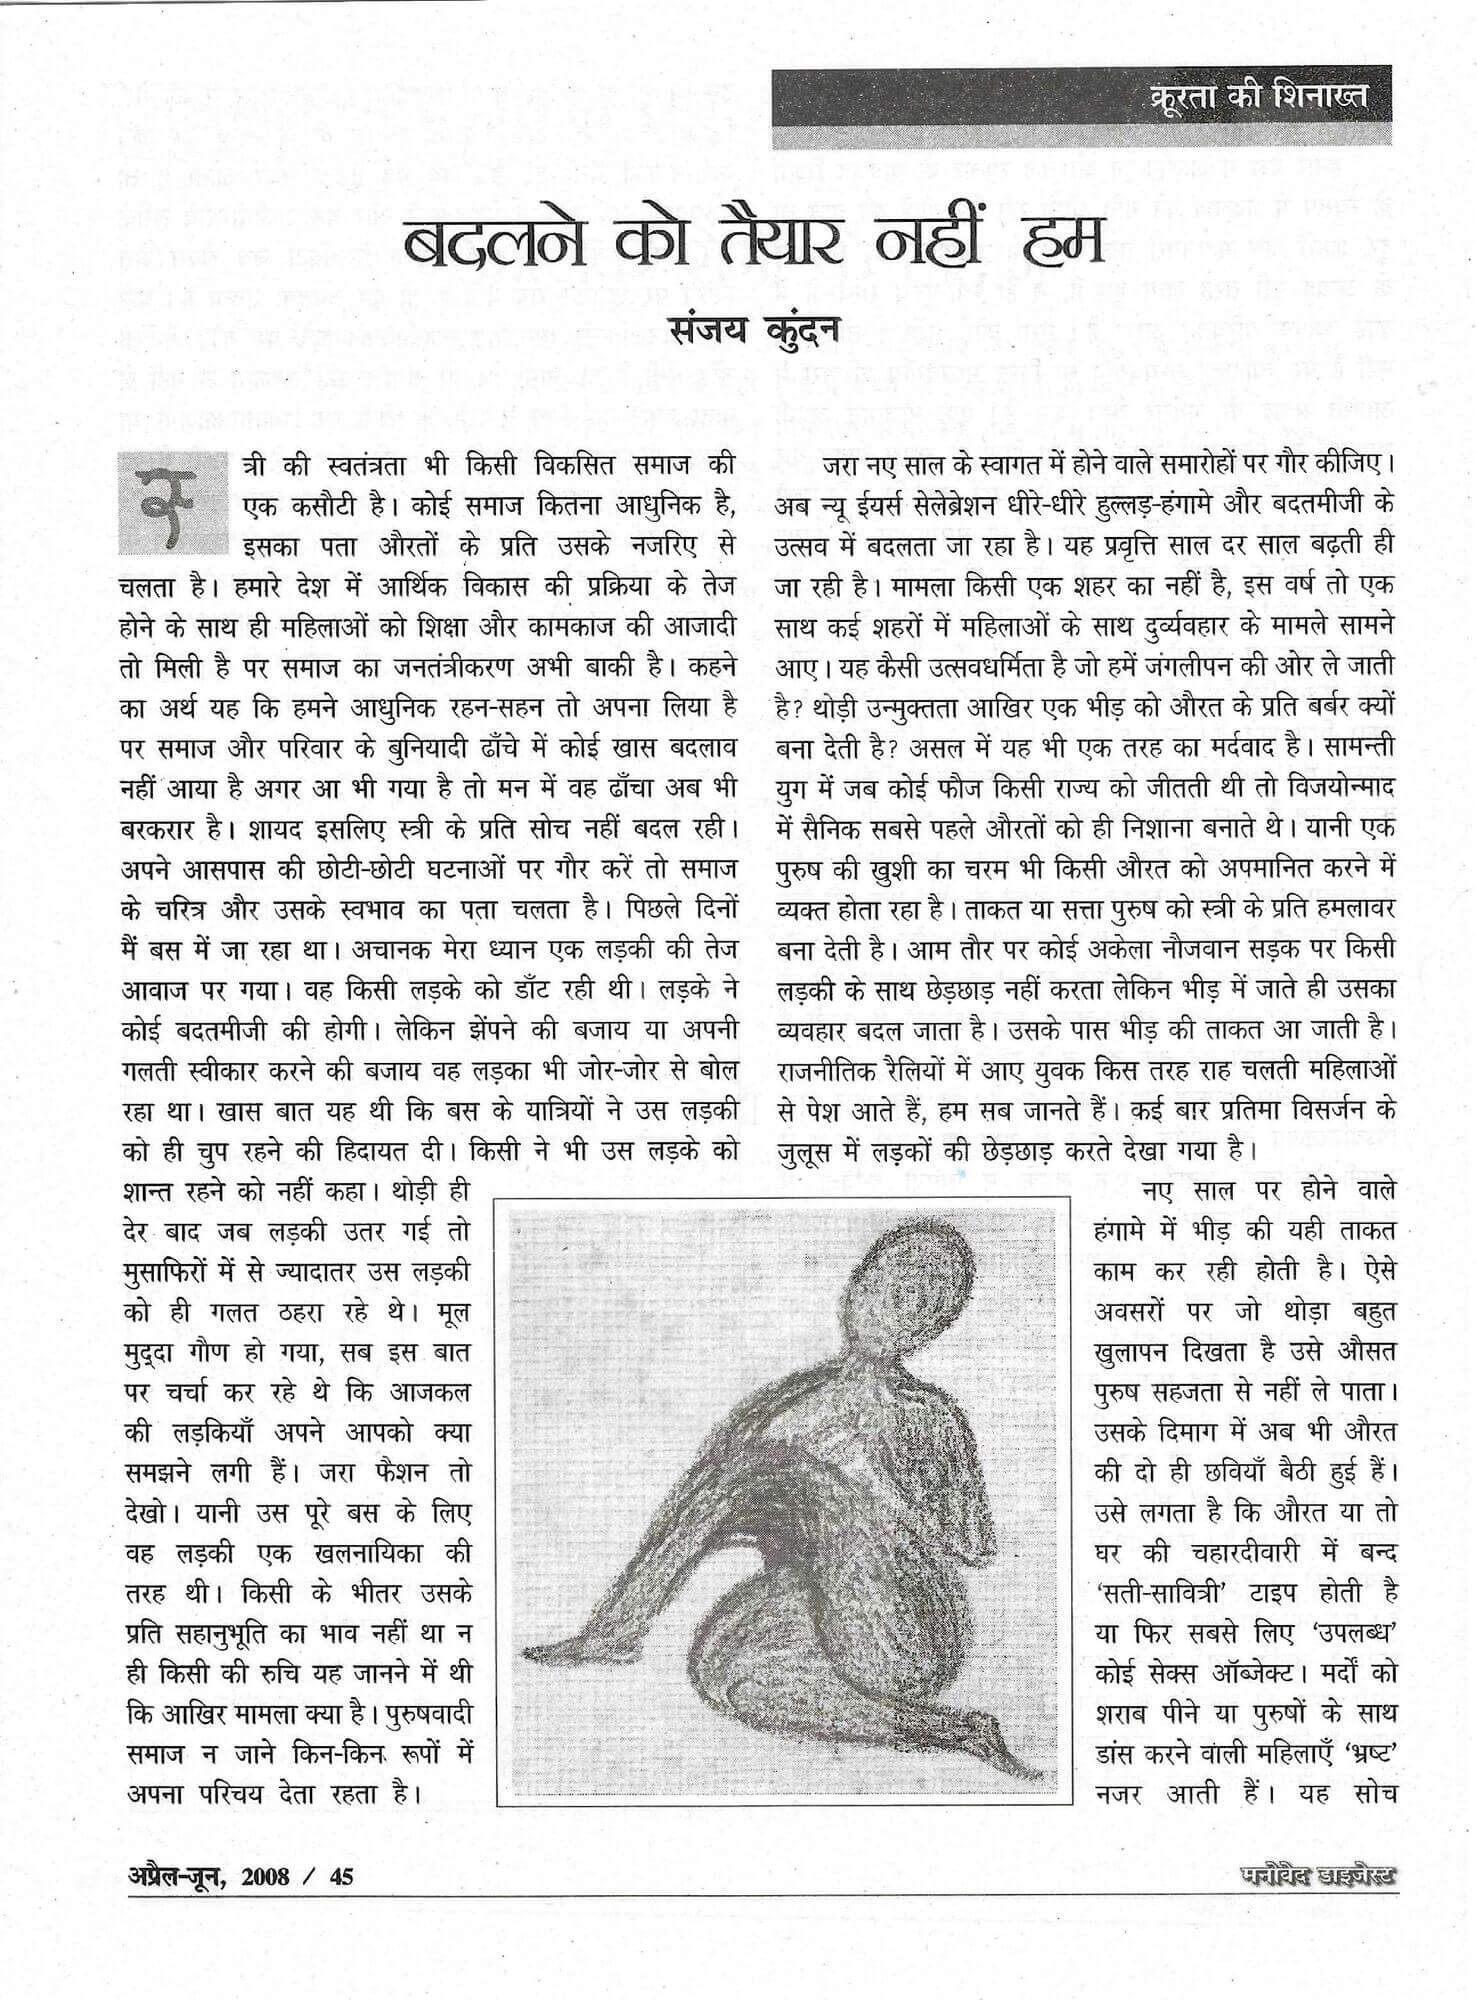 क्रूरता की शिनाख्त
बदलने को तैयार नहीं हम
संजय कुंदन
स्त्री की स्वतंत्रता भी किसी विकसित समाज की
एक कसौटी है। कोई समाज कितना आधुनिक है,
इसका पता औरतों के प्रति उसके नजरिए से
चलता है। हमारे देश में आर्थिक विकास की प्रक्रिया के तेज
होने के साथ ही महिलाओं को शिक्षा और कामकाज की आजादी
तो मिली है पर समाज का जनतंत्रीकरण अभी बाकी है। कहने
का अर्थ यह कि हमने आधुनिक रहन-सहन तो अपना लिया है
पर समाज और परिवार के बुनियादी ढाँचे में कोई खास बदलाव
नहीं आया है अगर आ भी गया है तो मन में वह ढाँचा अब भी
बरकरार है। शायद इसलिए स्त्री के प्रति सोच नहीं बदल रही।
अपने आसपास की छोटी-छोटी घटनाओं पर गौर करें तो समाज
के चरित्र और उसके स्वभाव का पता चलता है। पिछले दिनों
मैं बस में जा रहा था। अचानक मेरा ध्यान एक लड़की की तेज
आवाज पर गया। वह किसी लड़के को डाँट रही थी। लड़के ने
कोई बदतमीजी की होगी। लेकिन झेंपने की बजाय या अपनी
गलती स्वीकार करने की बजाय वह लड़का भी जोर-जोर से बोल
रहा था। खास बात यह थी कि बस के यात्रियों ने उस लड़की
को ही चुप रहने की हिदायत दी। किसी ने भी उस लड़के को
शान्त रहने को नहीं कहा। थोड़ी ही
देर बाद जब लड़की उतर गई तो
मुसाफिरों में से ज्यादातर उस लड़की
को ही गलत ठहरा रहे थे। मूल
मुद्‌दा गौण हो गया, सब इस बात
पर चर्चा कर रहे थे कि आजकल
की लड़कियाँ अपने आपको क्या
समझने लगी हैं। जरा फैशन तो
देखो। यानी उस पूरे बस के लिए
वह लड़की एक खलनायिका की
तरह थी। किसी के भीतर उसके
प्रति सहानुभूति का भाव नहीं था न
ही किसी की रुचि यह जानने में थी
कि आखिर मामला क्या है। पुरुषवादी
समाज न जाने किन-किन रूपों में
अपना परिचय देता रहता है।
जरा नए साल के स्वागत में होने वाले समारोहों पर गौर कीजिए।
अब न्यू ईयर्स सेलेब्रेशन धीरे-धीरे हुल्लड़-हंगामे और बदतमीजी के
उत्सव में बदलता जा रहा है। यह प्रवृत्ति साल दर साल बढ़ती ही
जा रही है। मामला किसी एक शहर का नहीं है, इस वर्ष तो एक
साथ कई शहरों में महिलाओं के साथ दुर्व्यवहार के मामले सामने
आए। यह कैसी उत्सवधर्मिता है जो हमें जंगलीपन की ओर ले जाती
है? थोड़ी उन्मुक्तता आखिर एक भीड़ को औरत के प्रति बर्बर क्यों
बना देती है? असल में यह भी एक तरह का मर्दवाद है। सामन्ती
युग में जब कोई फौज किसी राज्य को जीतती थी तो विजयोन्माद
में सैनिक सबसे पहले औरतों को ही निशाना बनाते थे। यानी एक
पुरुष की खुशी का चरम भी किसी औरत को अपमानित करने में
व्यक्त होता रहा है। ताकत या सत्ता पुरुष को स्त्री के प्रति हमलावर
बना देती है। आम तौर पर कोई अकेला नौजवान सड़क पर किसी
लड़की के साथ छेड़छाड़ नहीं करता लेकिन भीड़ में जाते ही उसका
व्यवहार बदल जाता है। उसके पास भीड़ की ताकत आ जाती है।
राजनीतिक रैलियों में आए युवक किस तरह राह चलती महिलाओं
से पेश आते हैं, हम सब जानते हैं। कई बार प्रतिमा विसर्जन के
जुलूस में लड़कों की छेड़छाड़ करते देखा गया है।
नए साल पर होने वाले
हंगामे में भीड़ की यही ताकत
काम कर रही होती है। ऐसे
अवसरों पर जो थोड़ा बहुत
खुलापन दिखता है उसे औसत
पुरुष सहजता से नहीं ले पाता।
उसके दिमाग में अब भी औरत
की दो ही छवियाँ बैठी हुई हैं।
उसे लगता है कि औरत या तो
घर की चहारदीवारी में बन्द
‘सती-सावित्री’ टाइप होती है
या फिर सबसे लिए ‘उपलब्ध’
कोई सेक्स ऑब्जेक्ट। मर्दों को
शराब पीने या पुरुषों के साथ
डांस करने वाली महिलाएँ ‘भ्रष्ट’
नजर आती हैं। यह सोच
अप्रैल-जून, 2008 / 45
मनोवेद डाइजेस्ट